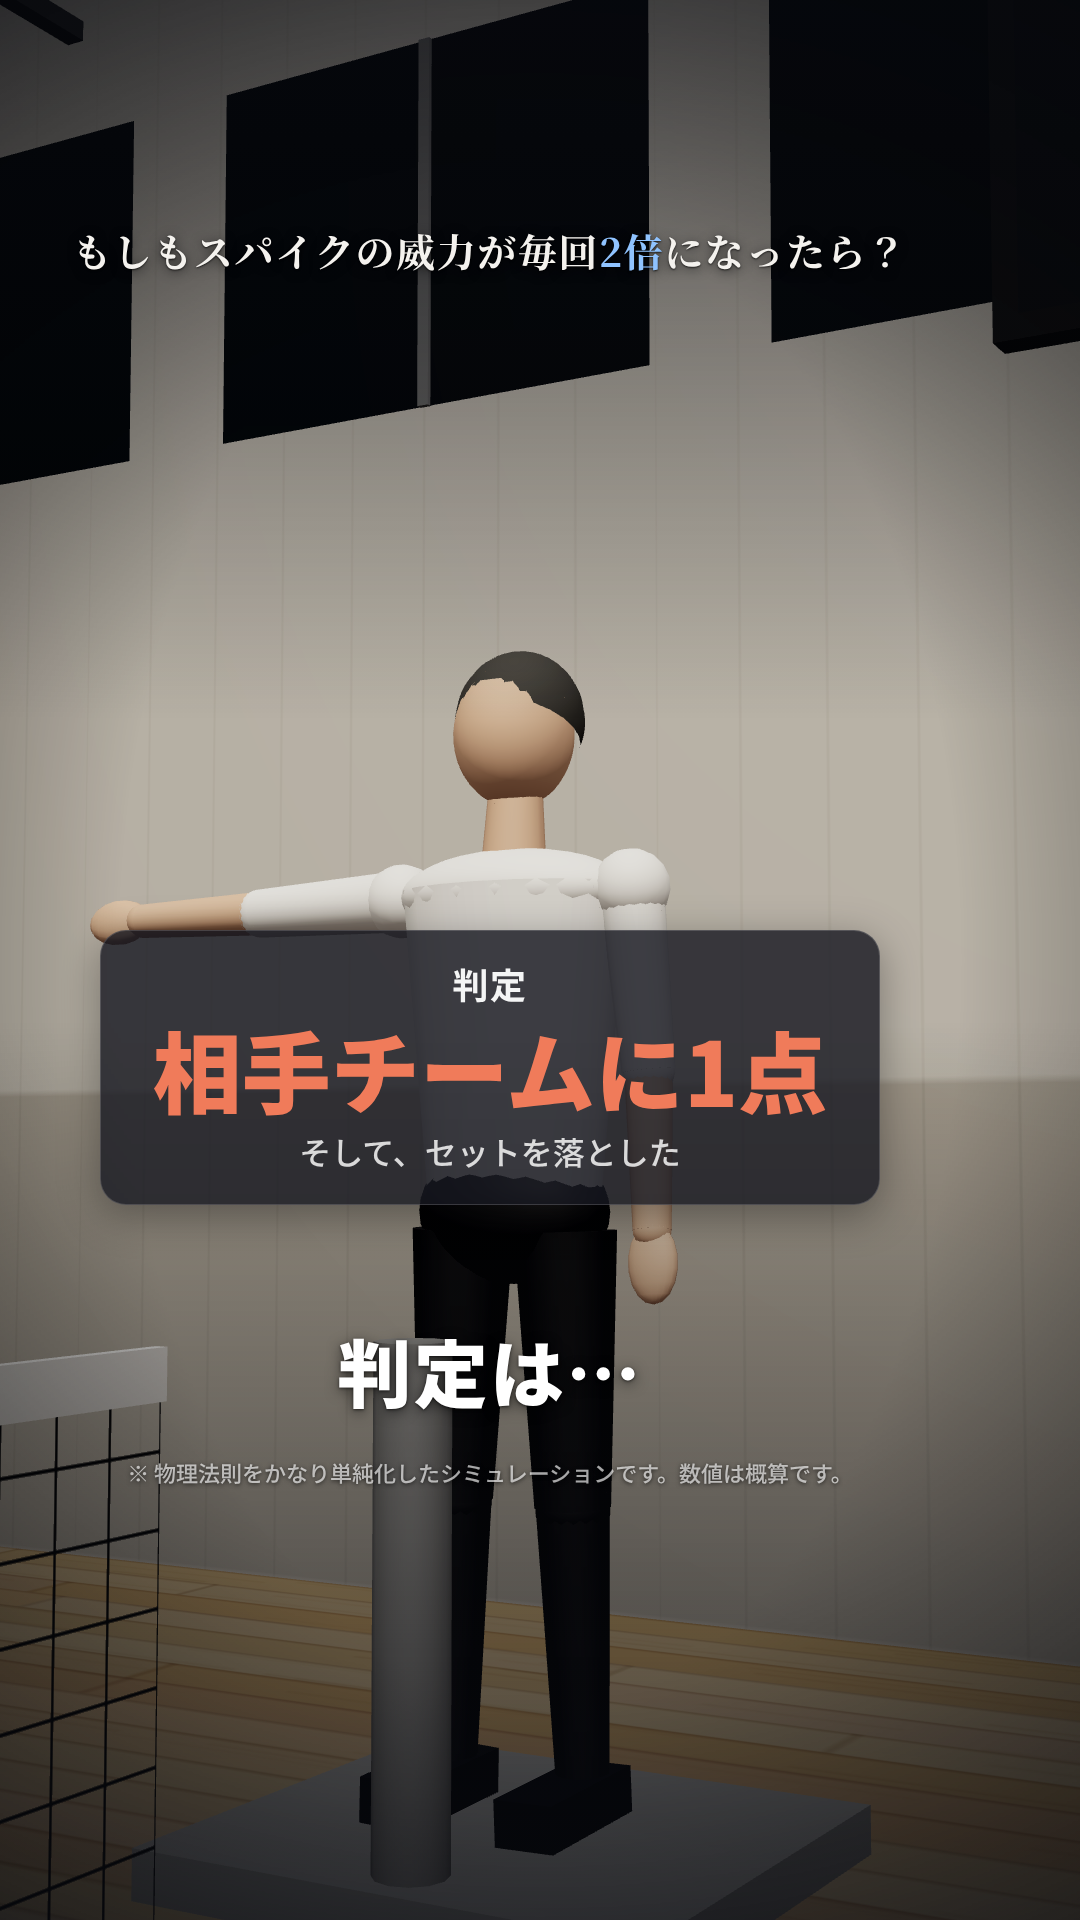 もしもスパイクの威力が毎回2倍になったら？
判定
相手チームに1点
そして、セットを落とした
判定は…
※ 物理法則をかなり単純化したシミュレーションです。数値は概算です。